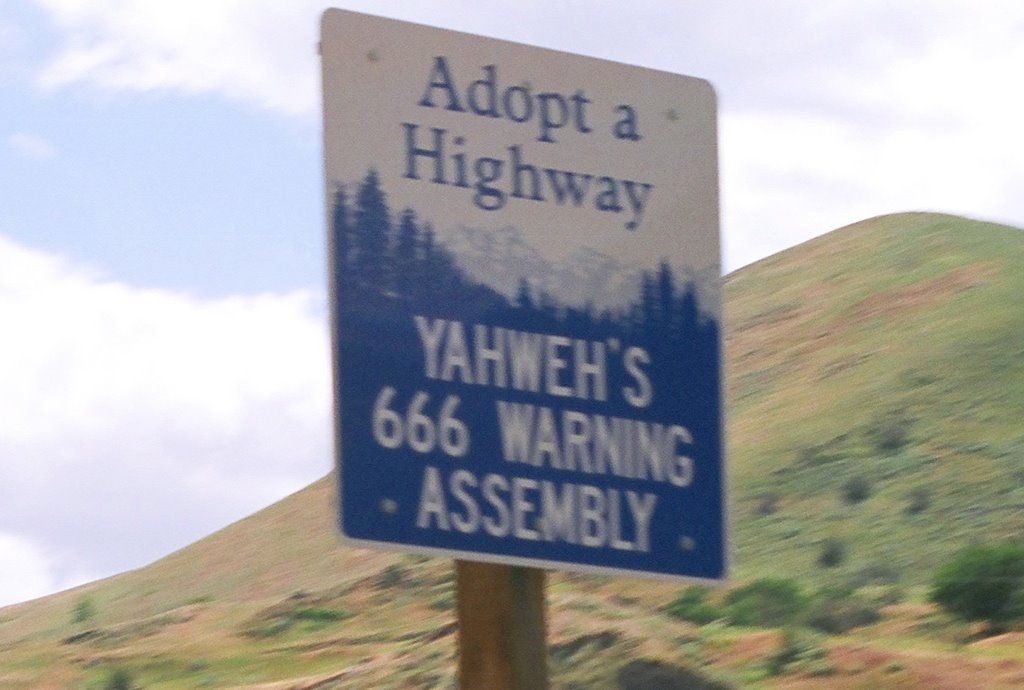 Adopt a
Highway
YAHWEH'S
666 WARNING
ASSEMBLY